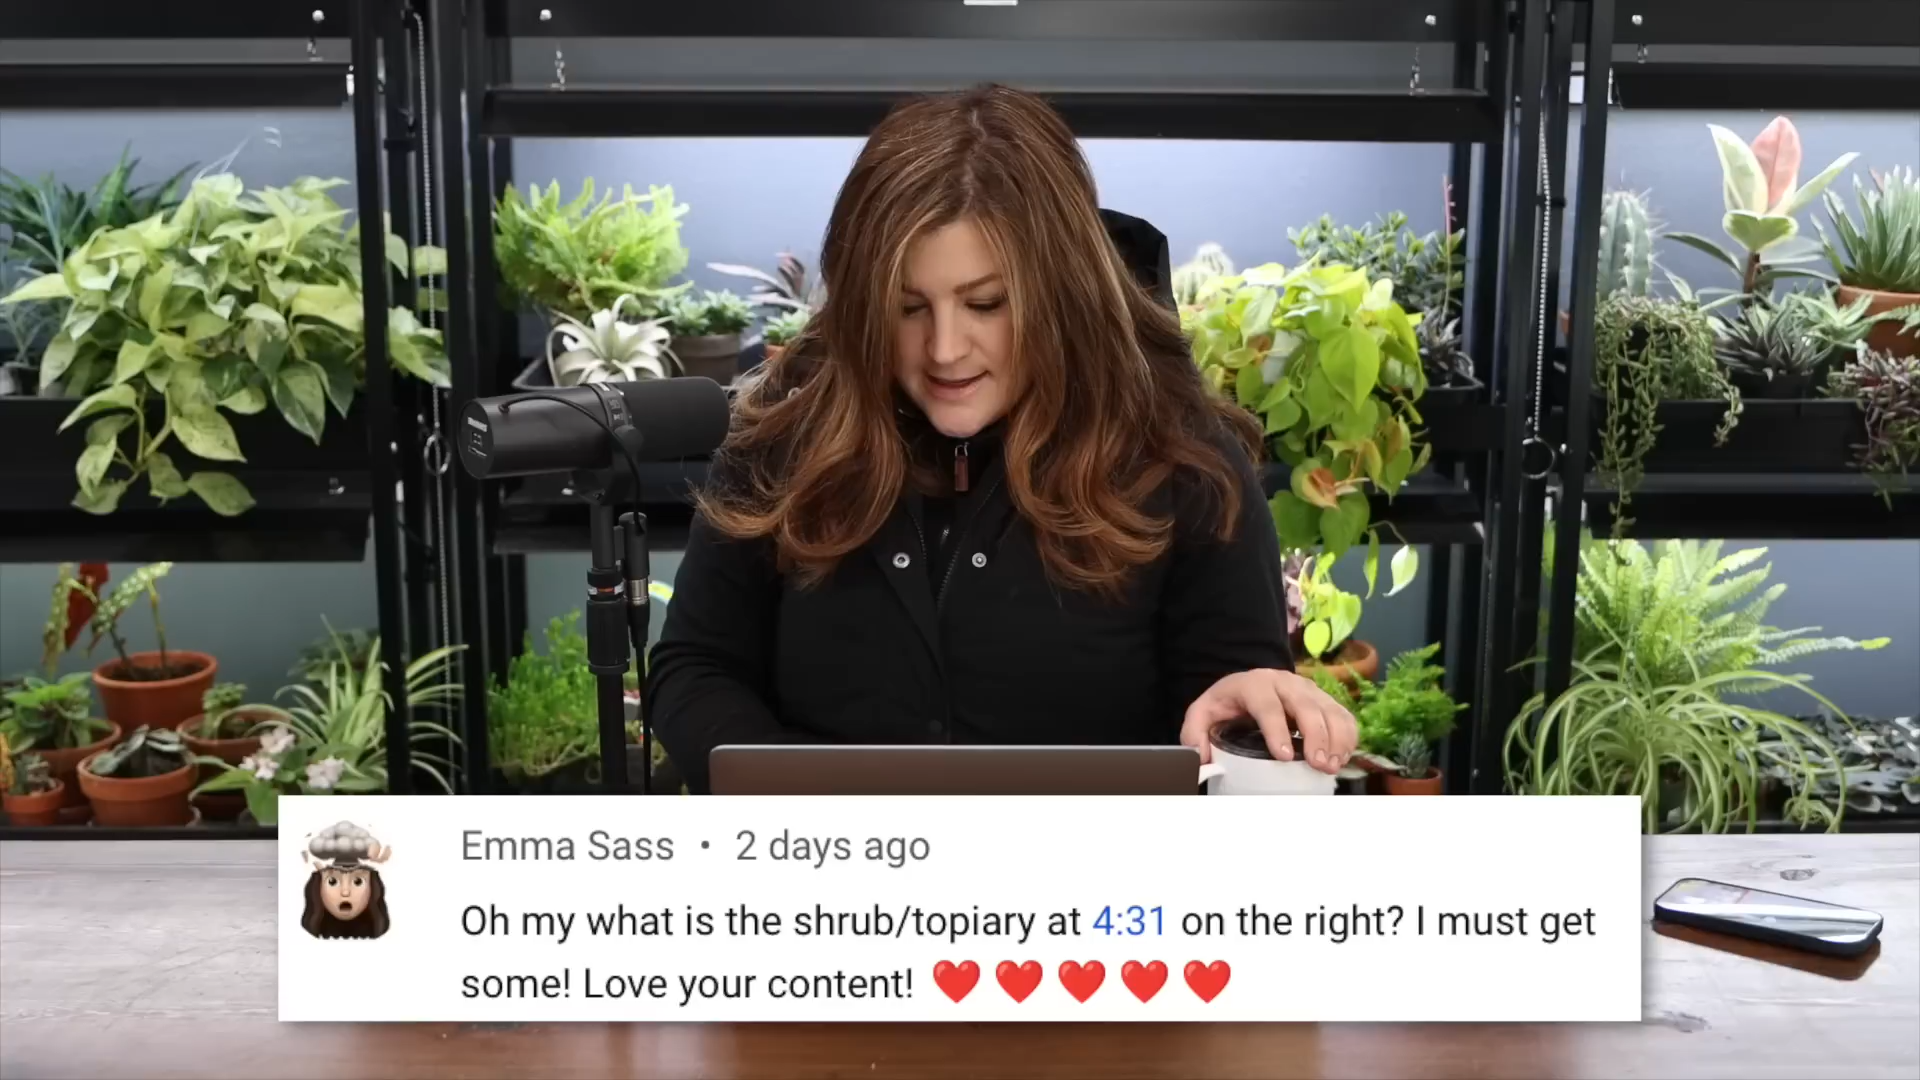 Emma Sass • 2 days ago
Oh my what is the shrub/topiary at 4:31 on the right? I must get
some! Love your content! ❤️ ❤️ ❤️ ❤️ ❤️